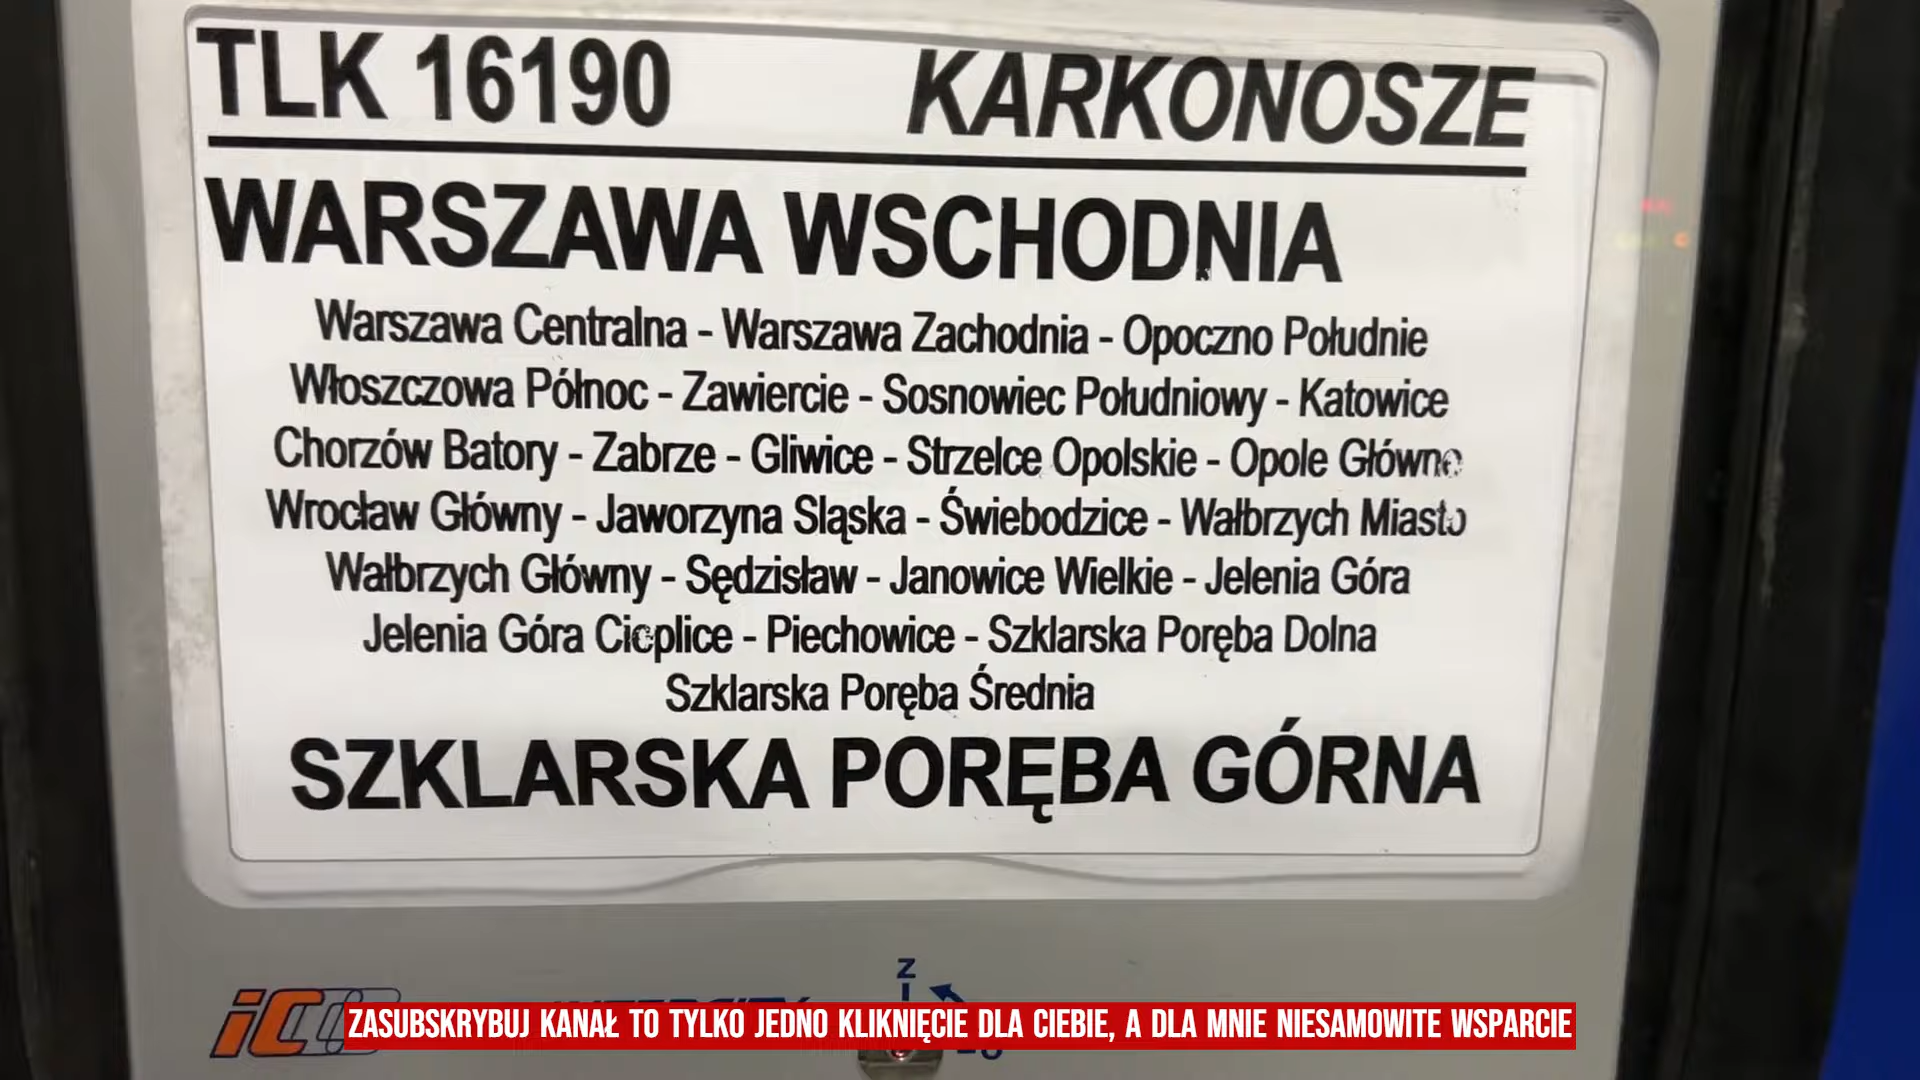 TLK 16190 KARKONOSZE
WARSZAWA WSCHODNIA
Warszawa Centralna - Warszawa Zachodnia - Opoczno Południe
Włoszczowa Północ - Zawiercie - Sosnowiec Południowy - Katowice
Chorzów Batory - Zabrze - Gliwice - Strzelce Opolskie - Opole Główne
Wrocław Główny - Jaworzyna Sląska - Świebodzice - Wałbrzych Miasto
Wałbrzych Główny - Sędzisław - Janowice Wielkie - Jelenia Góra
Jelenia Góra Cieplice - Piechowice - Szklarska Poręba Dolna
Szklarska Poręba Średnia
SZKLARSKA PORĘBA GÓRNA
Z
iC
ZASUBSKRYBUJ KANAŁ TO TYLKO JEDNO KLIKNIĘCIE DLA CIEBIE, A DLA MNIE NIESAMOWITE WSPARCIE